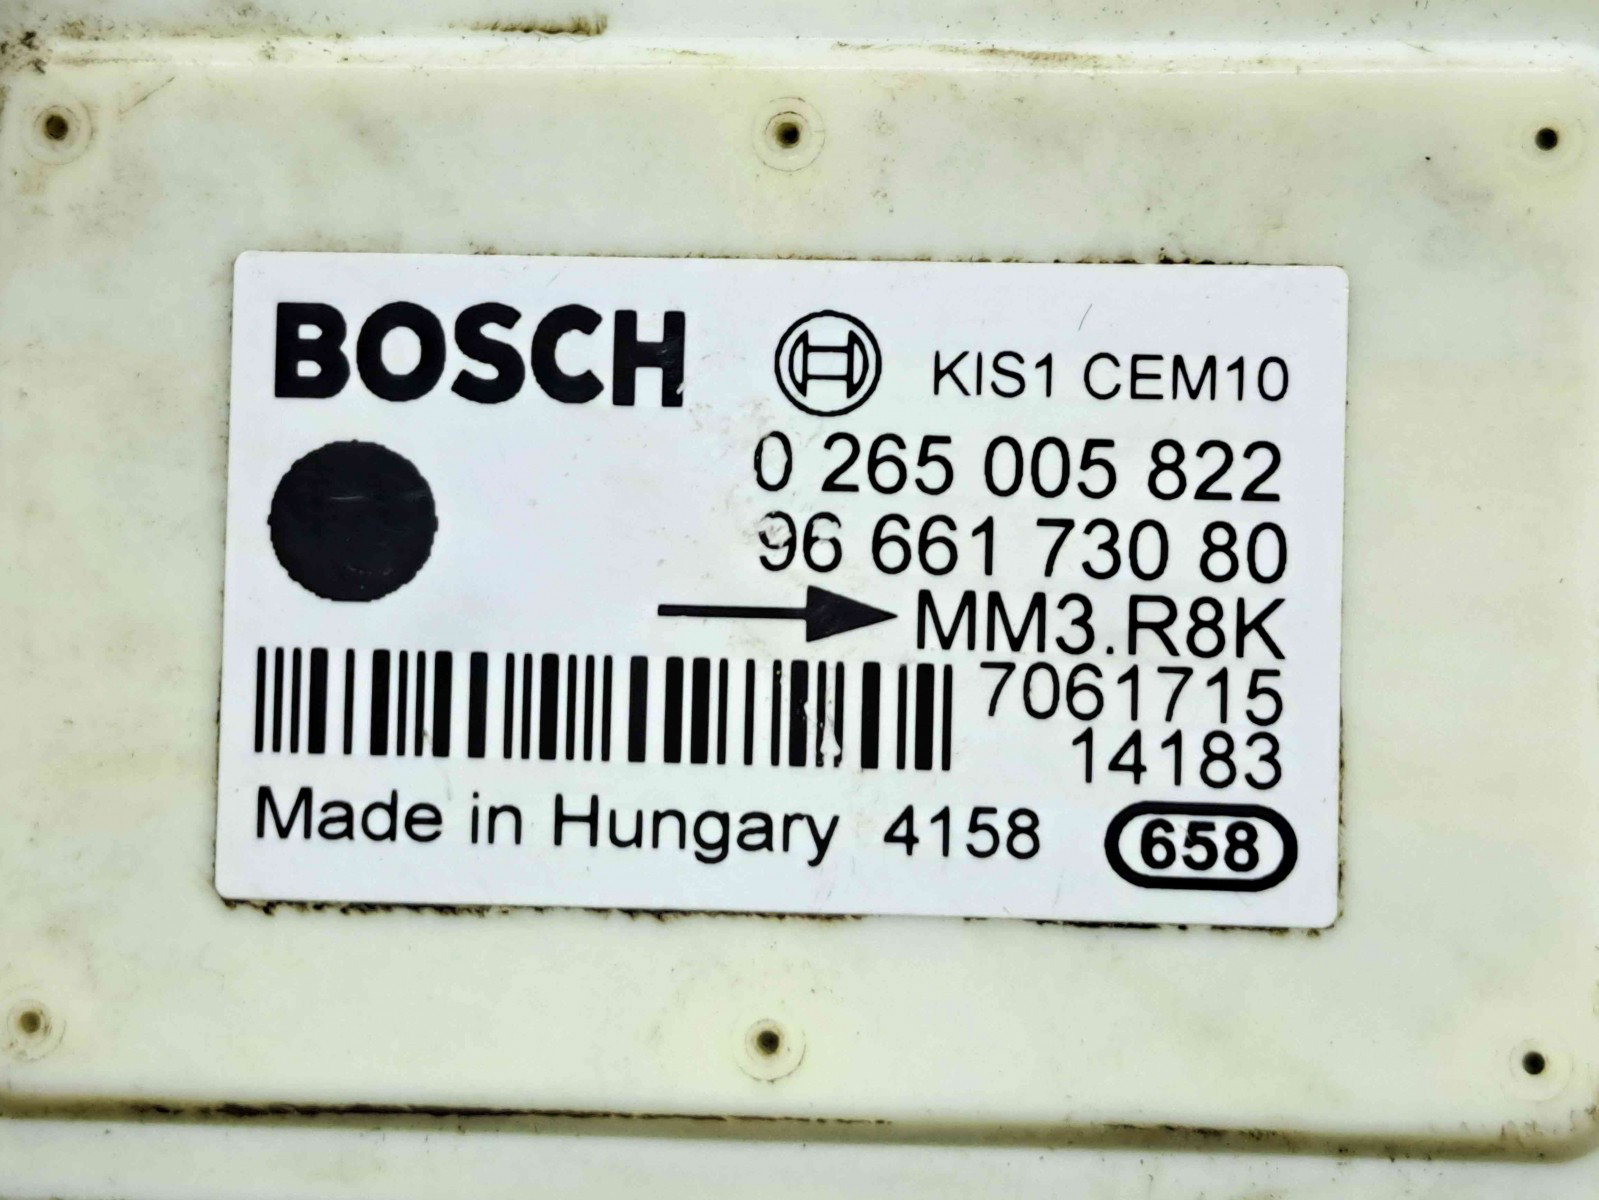 BOSCH KIS1 CEM10
0 265 005 822
96 661 730 80
MM3.R8K
7061715
14183
Made in Hungary 4158 658